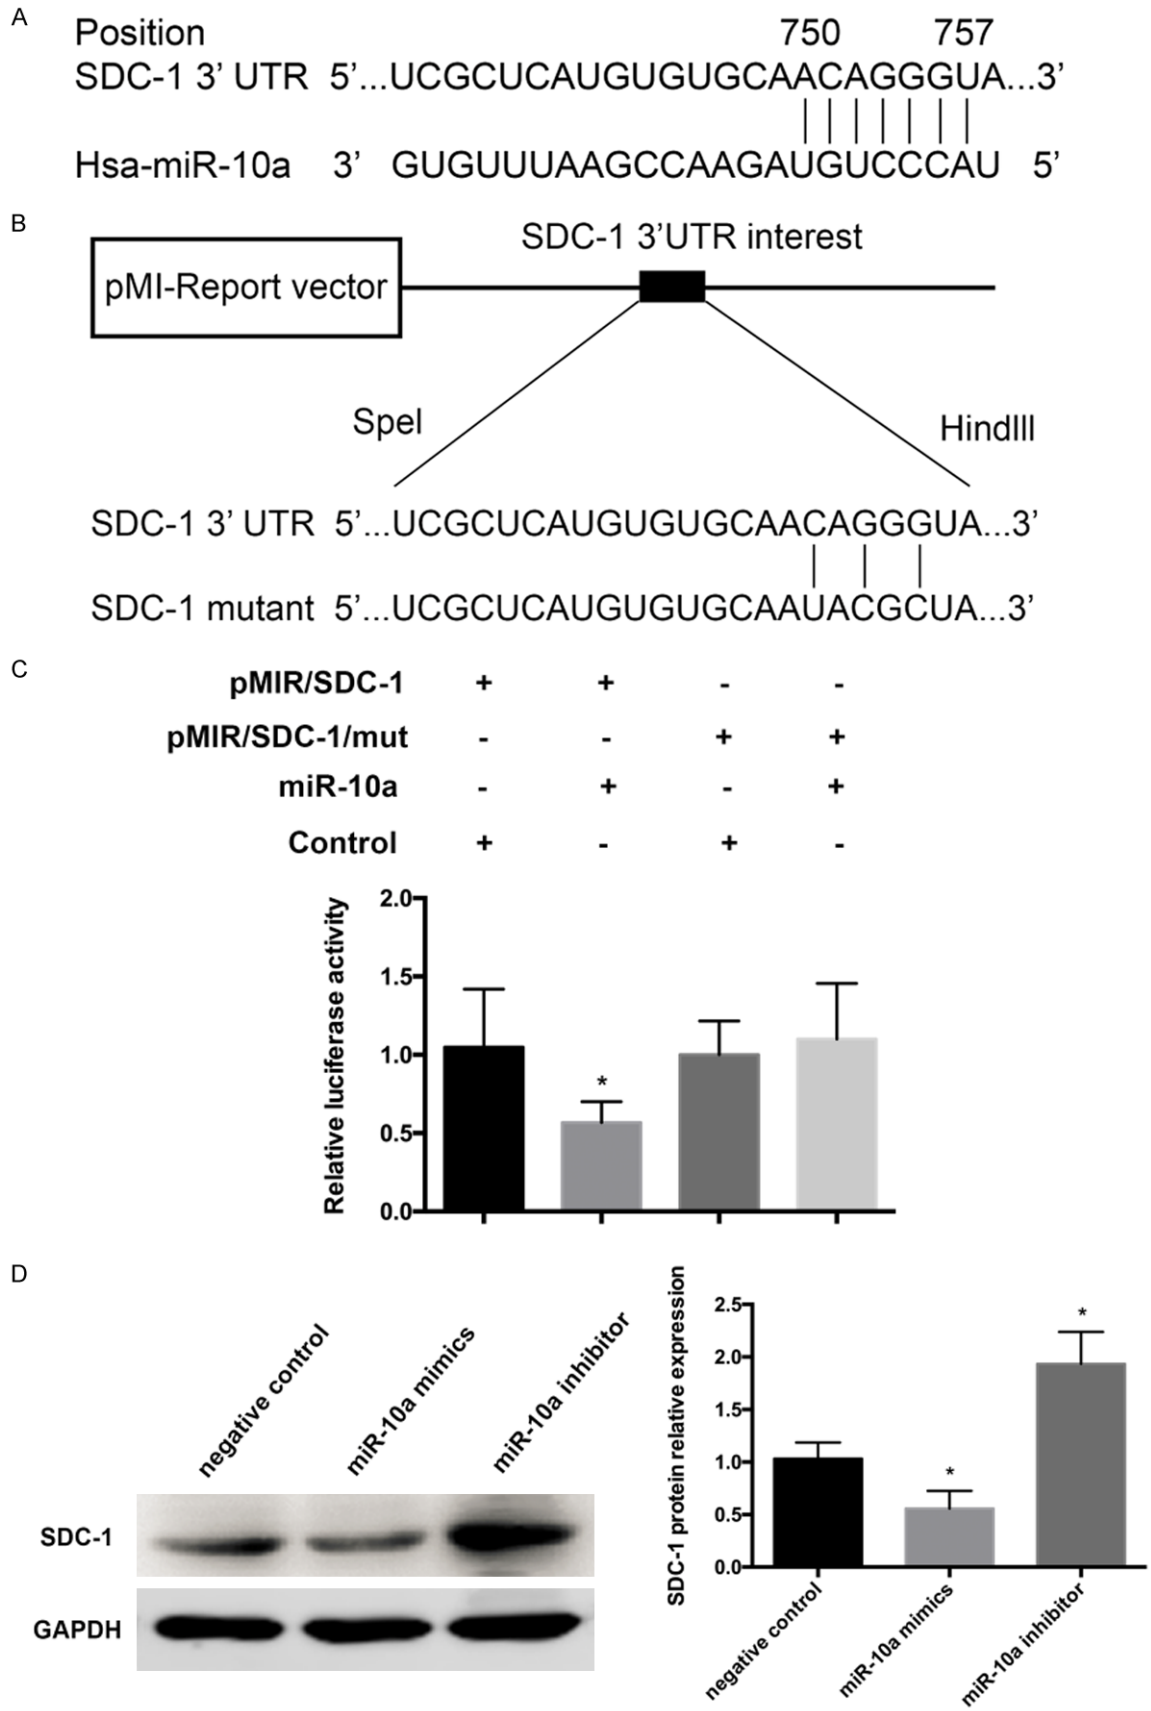 A
Position 750 757
SDC-1 3’ UTR 5’...UCGCUCAUGUGUGCAACAGGGUA...3’
Hsa-miR-10a 3’ GUGUUUAAGCCAAGAUGUCCCAU 5’
B
SDC-1 3’UTR interest
pMI-Report vector
SpeI
HindIII
SDC-1 3’ UTR 5’...UCGCUCAUGUGUGCAACAGGGUA...3’
SDC-1 mutant 5’...UCGCUCAUGUGUGCAAUACGCUA...3’
C
pMIR/SDC-1 + + - -
pMIR/SDC-1/mut - - + +
miR-10a - + - +
Control + - + -
Relative luciferase activity
2.0
1.5
1.0
0.5
0.0
*
D
negative control
miR-10a mimics
miR-10a inhibitor
SDC-1
GAPDH
SDC-1 protein relative expression
2.5
2.0
1.5
1.0
0.5
0.0
*
*
negative control
miR-10a mimics
miR-10a inhibitor